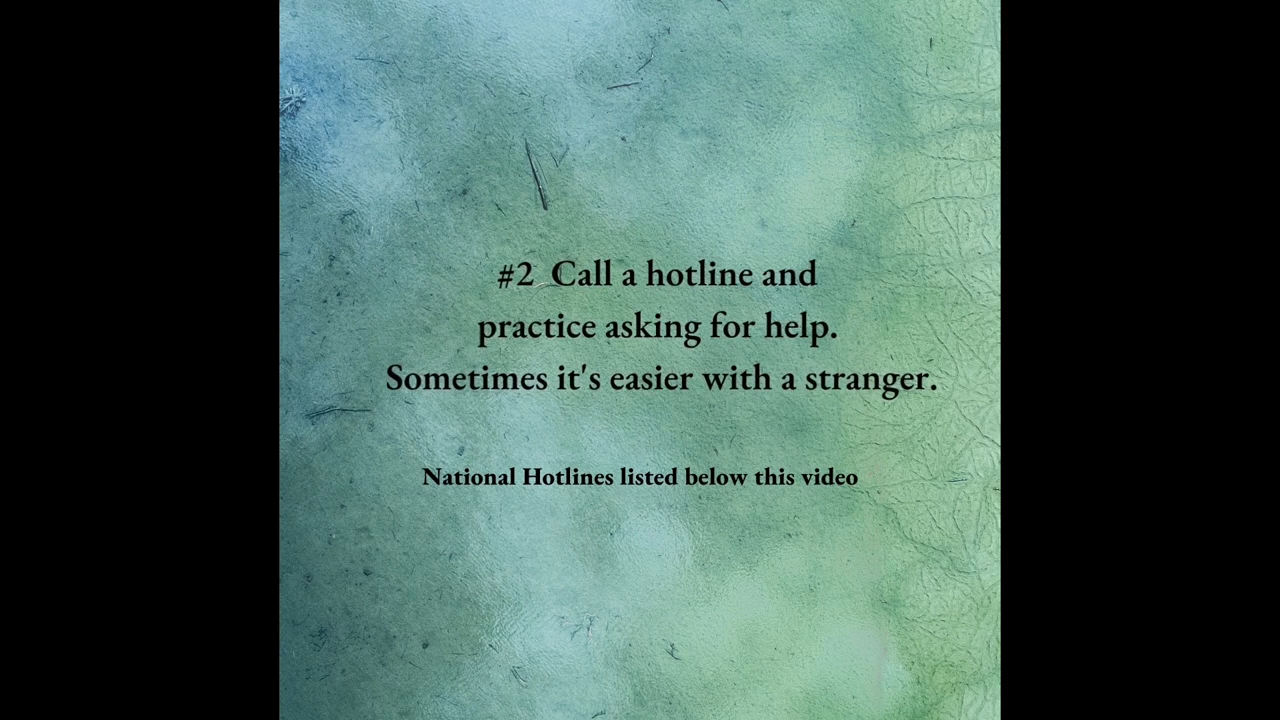 #2 Call a hotline and
practice asking for help.
Sometimes it's easier with a stranger.
National Hotlines listed below this video